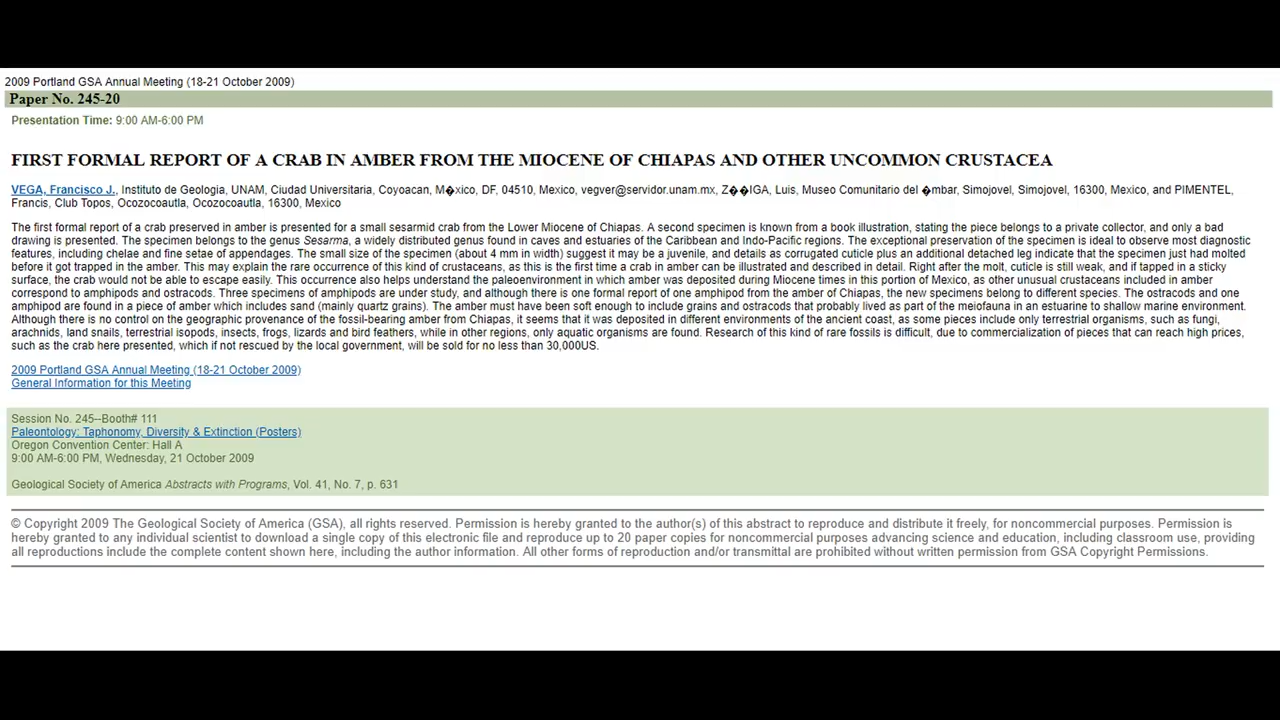 2009 Portland GSA Annual Meeting (18-21 October 2009)
Paper No. 245-20
Presentation Time: 9:00 AM-6:00 PM
FIRST FORMAL REPORT OF A CRAB IN AMBER FROM THE MIOCENE OF CHIAPAS AND OTHER UNCOMMON CRUSTACEA
VEGA, Francisco J., Instituto de Geologia, UNAM, Ciudad Universitaria, Coyoacan, M�xico, DF, 04510, Mexico, vegver@servidor.unam.mx, Z��IGA, Luis, Museo Comunitario del �mbar, Simojovel, Simojovel, 16300, Mexico, and PIMENTEL,
Francis, Club Topos, Ocozocoautla, Ocozocoautla, 16300, Mexico
The first formal report of a crab preserved in amber is presented for a small sesarmid crab from the Lower Miocene of Chiapas. A second specimen is known from a book illustration, stating the piece belongs to a private collector, and only a bad
drawing is presented. The specimen belongs to the genus Sesarma, a widely distributed genus found in caves and estuaries of the Caribbean and Indo-Pacific regions. The exceptional preservation of the specimen is ideal to observe most diagnostic
features, including chelae and fine setae of appendages. The small size of the specimen (about 4 mm in width) suggest it may be a juvenile, and details as corrugated cuticle plus an additional detached leg indicate that the specimen just had molted
before it got trapped in the amber. This may explain the rare occurrence of this kind of crustaceans, as this is the first time a crab in amber can be illustrated and described in detail. Right after the molt, cuticle is still weak, and if tapped in a sticky
surface, the crab would not be able to escape easily. This occurrence also helps understand the paleoenvironment in which amber was deposited during Miocene times in this portion of Mexico, as other unusual crustaceans included in amber
correspond to amphipods and ostracods. Three specimens of amphipods are under study, and although there is one formal report of one amphipod from the amber of Chiapas, the new specimens belong to different species. The ostracods and one
amphipod are found in a piece of amber which includes sand (mainly quartz grains). The amber must have been soft enough to include grains and ostracods that probably lived as part of the meiofauna in an estuarine to shallow marine environment.
Although there is no control on the geographic provenance of the fossil-bearing amber from Chiapas, it seems that it was deposited in different environments of the ancient coast, as some pieces include only terrestrial organisms, such as fungi,
arachnids, land snails, terrestrial isopods, insects, frogs, lizards and bird feathers, while in other regions, only aquatic organisms are found. Research of this kind of rare fossils is difficult, due to commercialization of pieces that can reach high prices,
such as the crab here presented, which if not rescued by the local government, will be sold for no less than 30,000US.
2009 Portland GSA Annual Meeting (18-21 October 2009)
General Information for this Meeting
Session No. 245--Booth# 111
Paleontology: Taphonomy, Diversity & Extinction (Posters)
Oregon Convention Center: Hall A
9:00 AM-6:00 PM, Wednesday, 21 October 2009
Geological Society of America Abstracts with Programs, Vol. 41, No. 7, p. 631
© Copyright 2009 The Geological Society of America (GSA), all rights reserved. Permission is hereby granted to the author(s) of this abstract to reproduce and distribute it freely, for noncommercial purposes. Permission is
hereby granted to any individual scientist to download a single copy of this electronic file and reproduce up to 20 paper copies for noncommercial purposes advancing science and education, including classroom use, providing
all reproductions include the complete content shown here, including the author information. All other forms of reproduction and/or transmittal are prohibited without written permission from GSA Copyright Permissions.